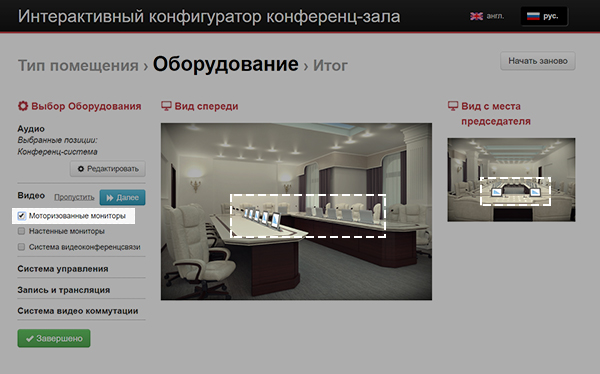 Интерактивный конфигуратор конференц-зала
англ.
рус.
Тип помещения › Оборудование › Итог
Начать заново
Выбор Оборудования
Аудио
Выбранные позиции:
Конференц-система
Редактировать
Видео
Пропустить
Далее
Моторизованные мониторы
Настенные мониторы
Система видеоконференцсвязи
Система управления
Запись и трансляция
Система видео коммутации
Завершено
Вид спереди
Вид с места
председателя